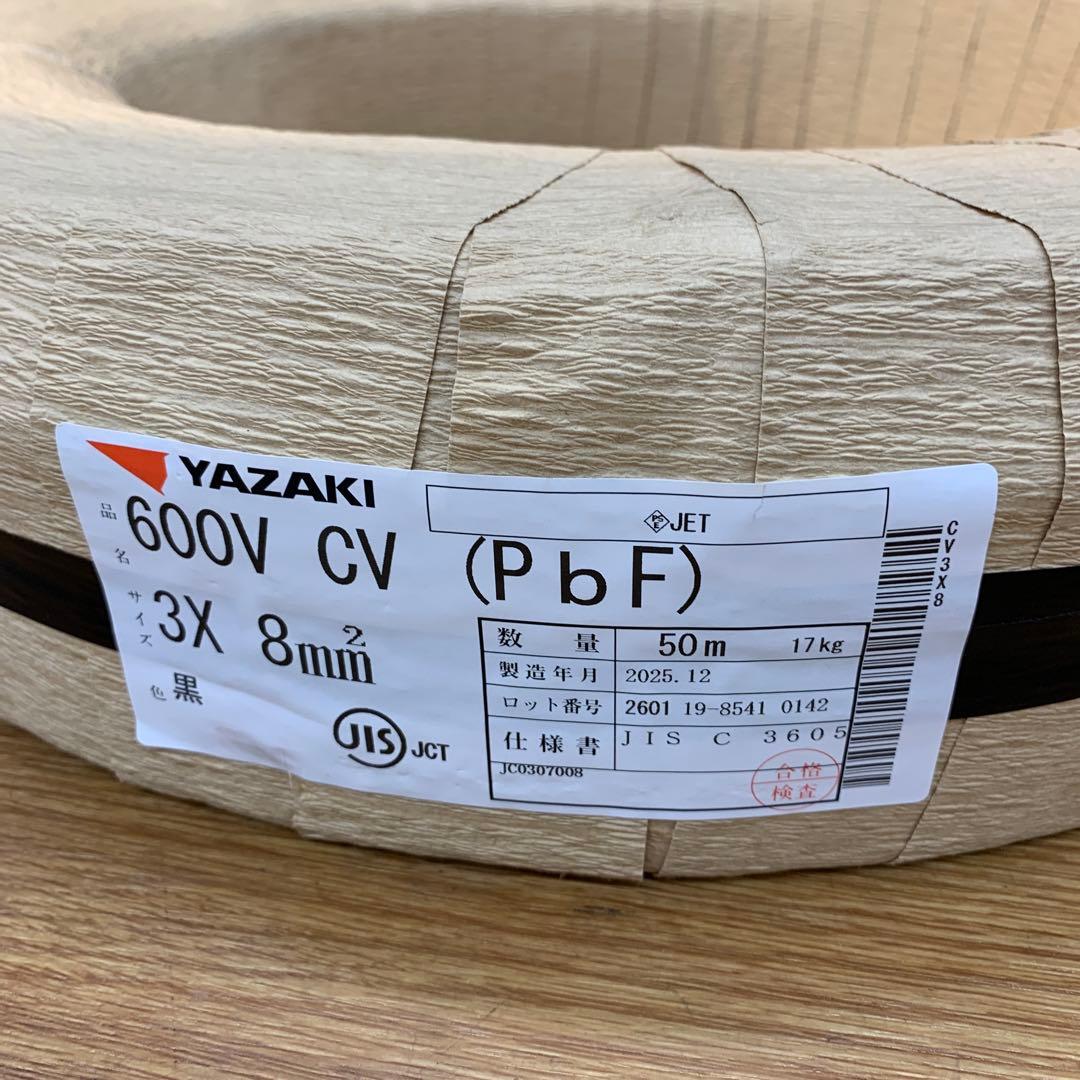 YAZAKI
PSE JET
品名 600V CV (PbF)
サイズ 3X 8mm²
色 黒
JIS JCT
数量 50m 17kg
製造年月 2025.12
ロット番号 2601 19-8541 0142
仕様書 JIS C 3605
JC0307008
合格
検査
CV3X8